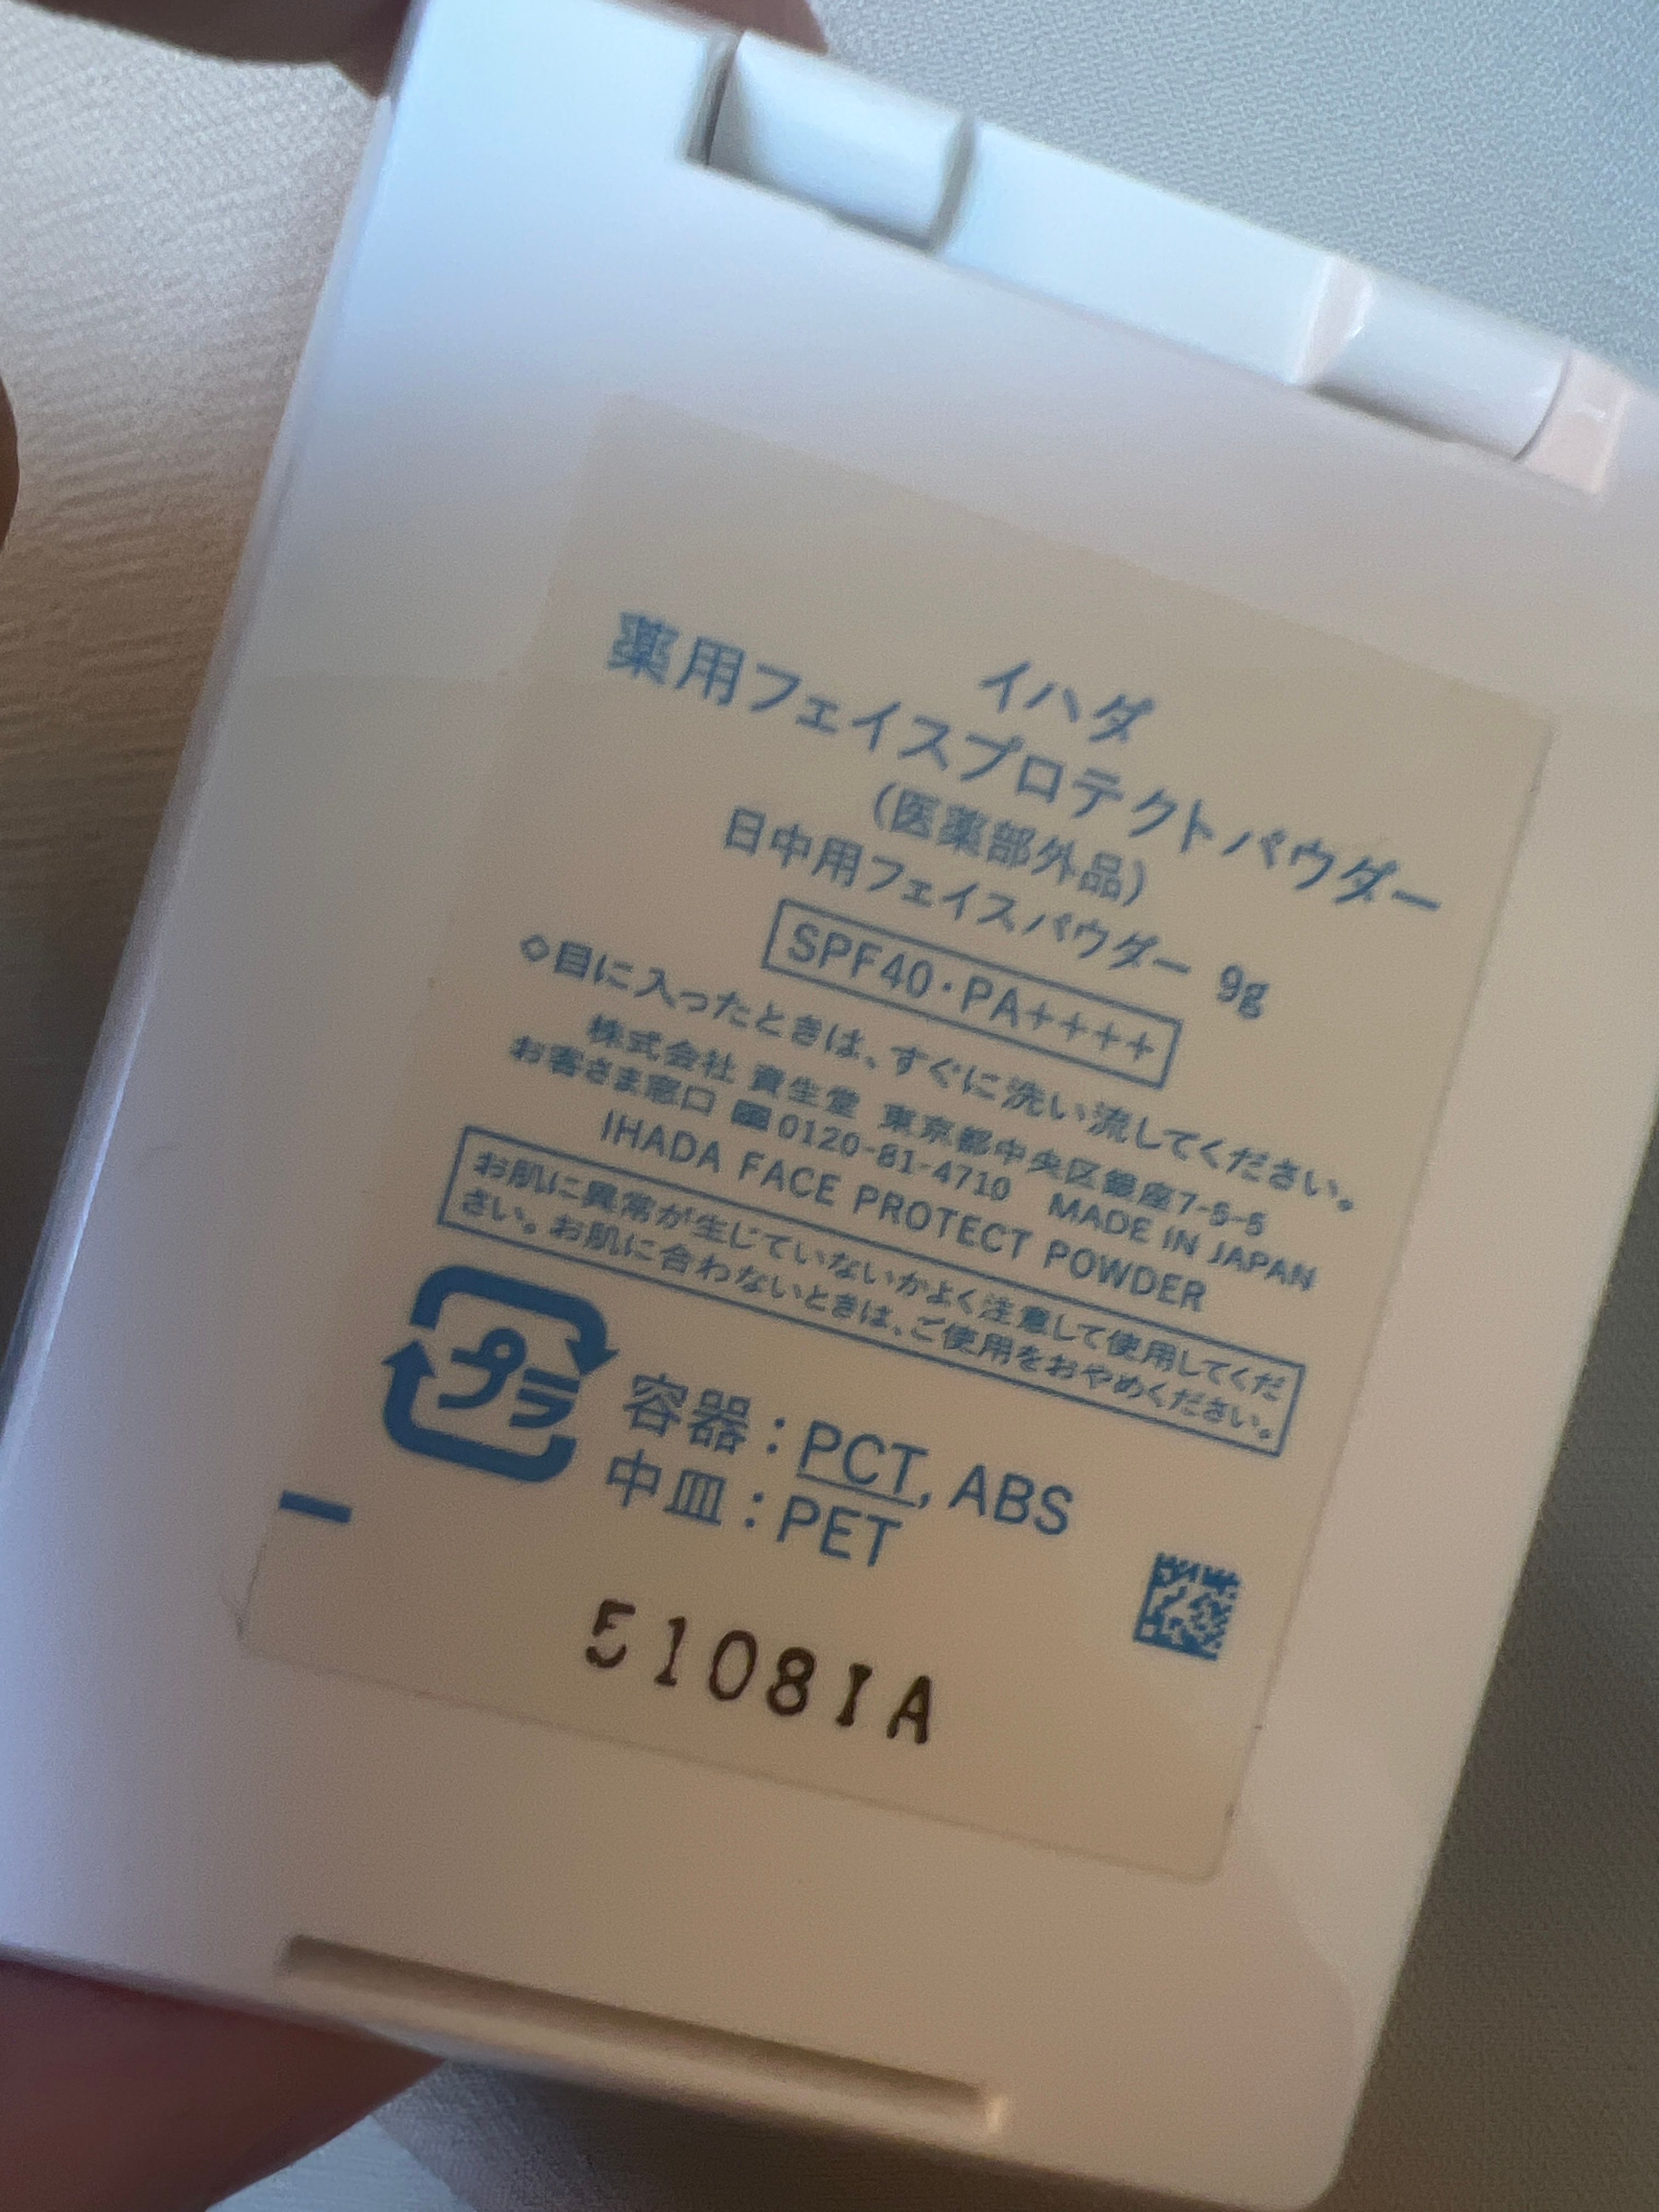 イハダ
薬用フェイスプロテクトパウダー
(医薬部外品)
日中用フェイスパウダー 9g
SPF40・PA++++
◇目に入ったときは、すぐに洗い流してください。
株式会社 資生堂 東京都中央区銀座7-5-5
お客さま窓口 0120-81-4710 MADE IN JAPAN
IHADA FACE PROTECT POWDER
お肌に異常が生じていないかよく注意して使用してくだ
さい。お肌に合わないときは、ご使用をおやめください。
プラ
容器：PCT, ABS
中皿：PET
5108IA